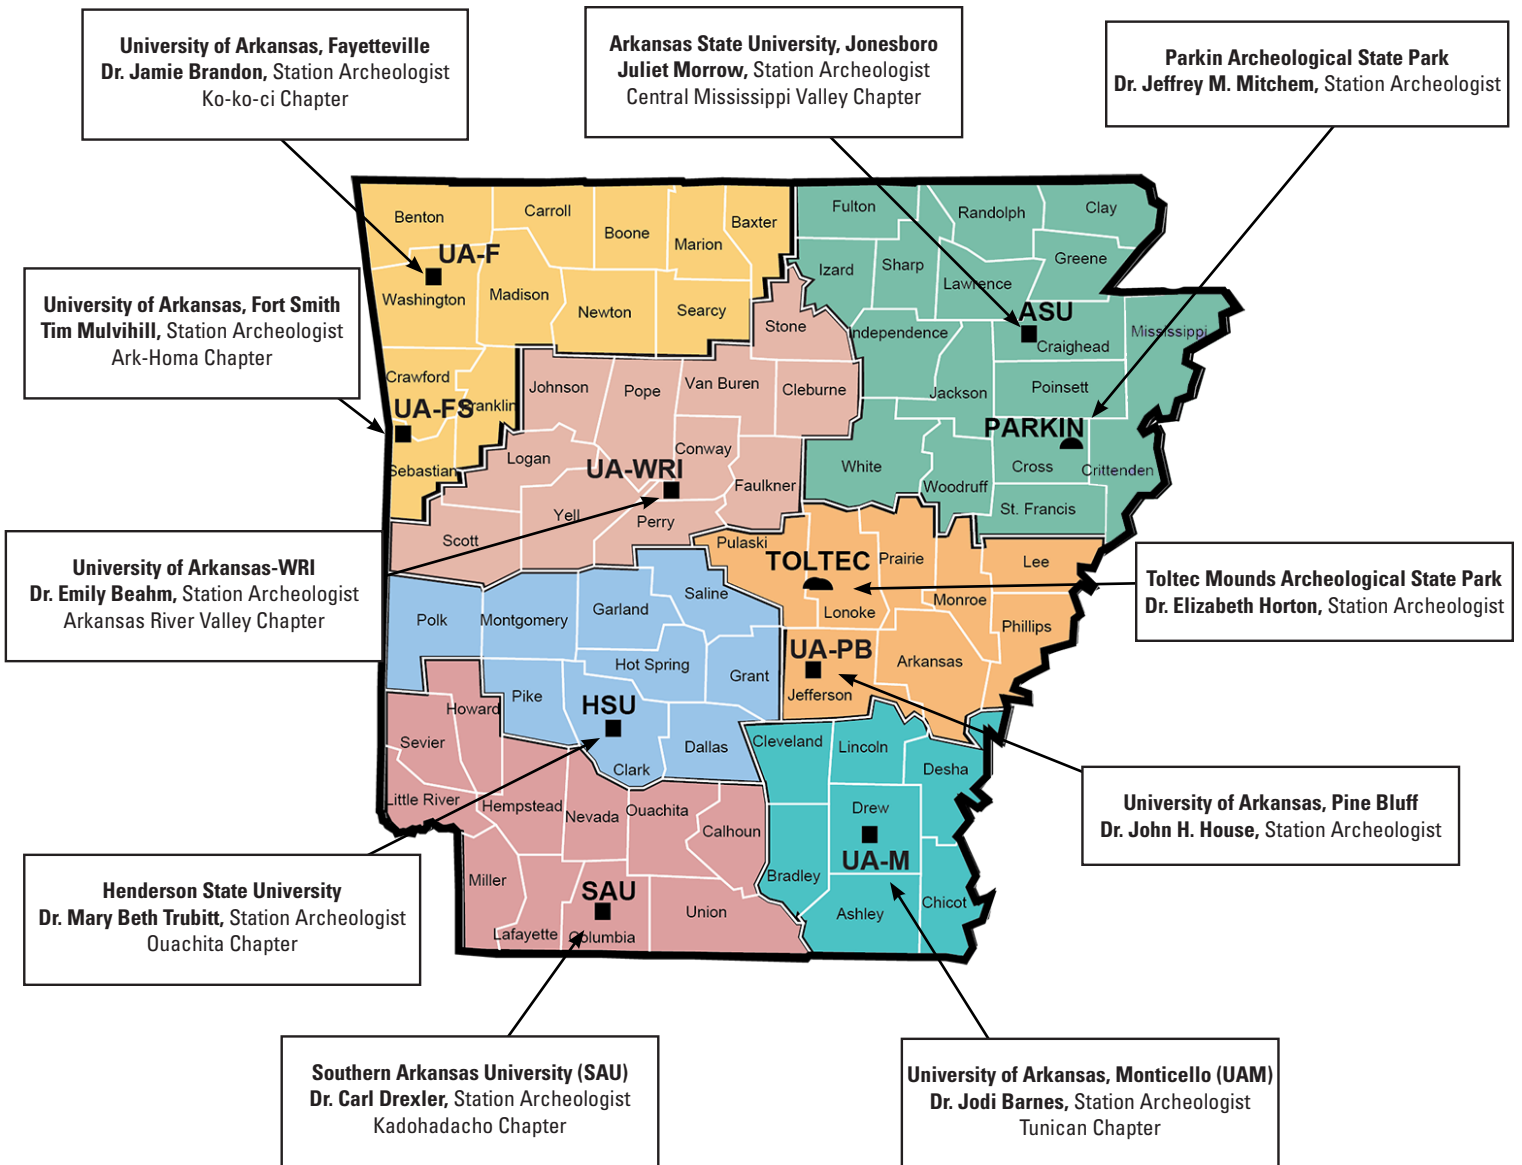 University of Arkansas, Fayetteville
Dr. Jamie Brandon, Station Archeologist
Ko-ko-ci Chapter
Arkansas State University, Jonesboro
Juliet Morrow, Station Archeologist
Central Mississippi Valley Chapter
Parkin Archeological State Park
Dr. Jeffrey M. Mitchem, Station Archeologist
University of Arkansas, Fort Smith
Tim Mulvihill, Station Archeologist
Ark-Homa Chapter
University of Arkansas-WRI
Dr. Emily Beahm, Station Archeologist
Arkansas River Valley Chapter
Toltec Mounds Archeological State Park
Dr. Elizabeth Horton, Station Archeologist
University of Arkansas, Pine Bluff
Dr. John H. House, Station Archeologist
Henderson State University
Dr. Mary Beth Trubitt, Station Archeologist
Ouachita Chapter
Southern Arkansas University (SAU)
Dr. Carl Drexler, Station Archeologist
Kadohadacho Chapter
University of Arkansas, Monticello (UAM)
Dr. Jodi Barnes, Station Archeologist
Tunican Chapter
Benton
Carroll
Boone
Marion
Baxter
Fulton
Randolph
Clay
UA-F
Washington
Madison
Newton
Searcy
Izard
Sharp
Lawrence
Greene
Stone
Independence
ASU
Craighead
Mississippi
Crawford
Franklin
UA-FS
Sebastian
Johnson
Pope
Van Buren
Cleburne
Jackson
Poinsett
PARKIN
Logan
UA-WRI
Conway
Faulkner
White
Woodruff
Cross
Crittenden
St. Francis
Scott
Yell
Perry
Pulaski
TOLTEC
Prairie
Lee
Lonoke
Monroe
Phillips
Polk
Montgomery
Garland
Saline
Hot Spring
Grant
UA-PB
Jefferson
Arkansas
Pike
HSU
Clark
Dallas
Howard
Sevier
Little River
Hempstead
Nevada
Ouachita
Calhoun
Cleveland
Lincoln
Desha
Drew
UA-M
Bradley
Ashley
Chicot
Miller
Lafayette
SAU
Columbia
Union